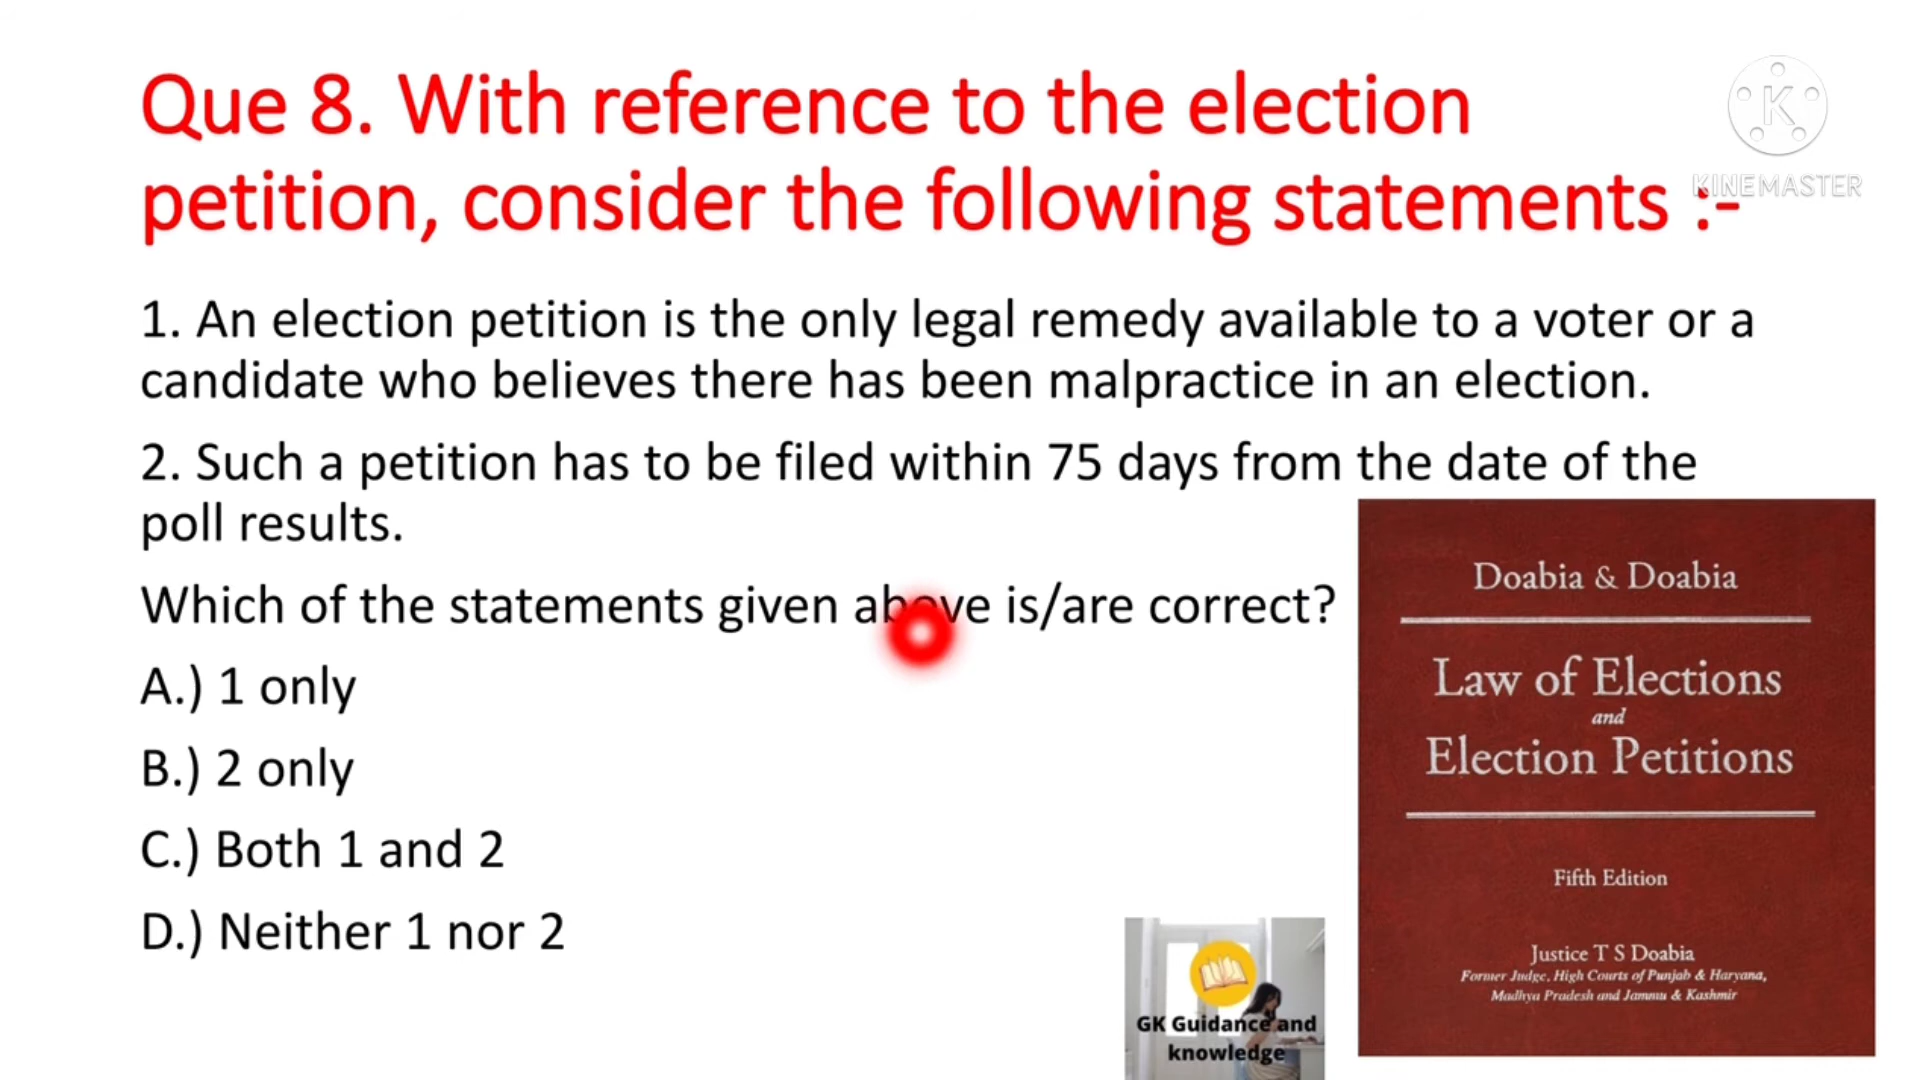 Que 8. With reference to the election
petition, consider the following statements :-
K
KINEMASTER
1. An election petition is the only legal remedy available to a voter or a
candidate who believes there has been malpractice in an election.
2. Such a petition has to be filed within 75 days from the date of the
poll results.
Which of the statements given above is/are correct?
A.) 1 only
B.) 2 only
C.) Both 1 and 2
D.) Neither 1 nor 2
Doabia & Doabia
Law of Elections
and
Election Petitions
Fifth Edition
Justice T S Doabia
Former Judge, High Courts of Punjab & Haryana,
Madhya Pradesh and Jammu & Kashmir
GK Guidance and
knowledge